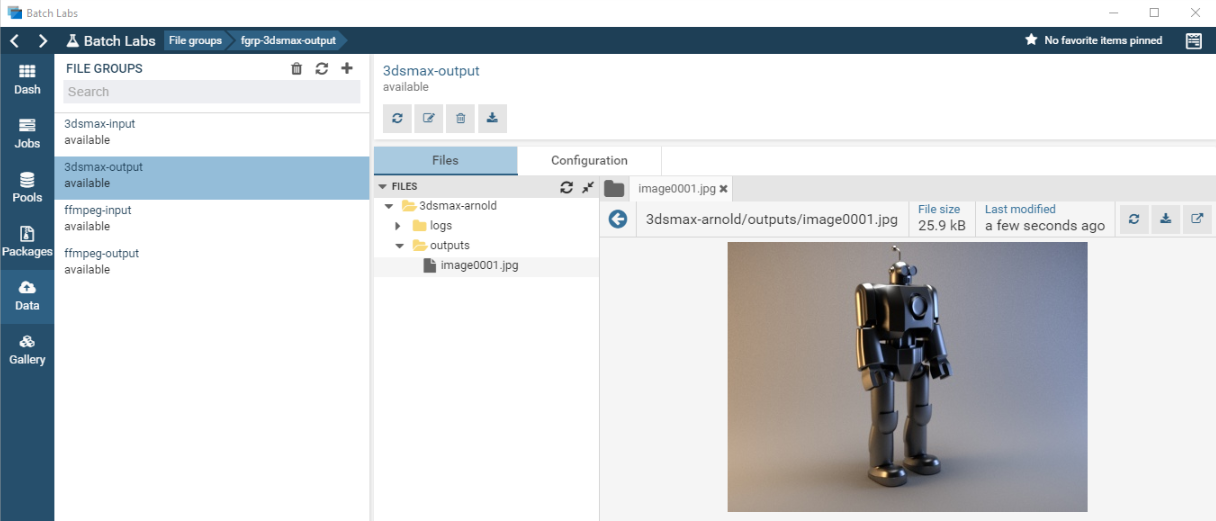 Batch Labs
Batch Labs File groups fgrp-3dsmax-output No favorite items pinned
Dash
Jobs
Pools
Packages
Data
Gallery
FILE GROUPS
Search
3dsmax-input
available
3dsmax-output
available
ffmpeg-input
available
ffmpeg-output
available
3dsmax-output
available
Files Configuration
FILES
3dsmax-arnold
logs
outputs
image0001.jpg
image0001.jpg
3dsmax-arnold/outputs/image0001.jpg
File size
25.9 kB
Last modified
a few seconds ago